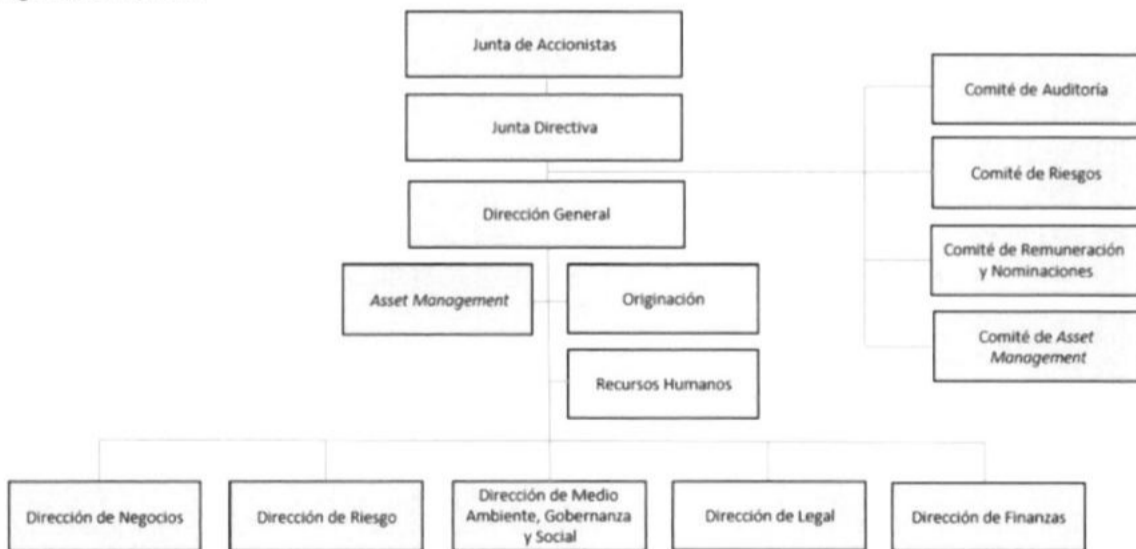 Junta de Accionistas
Comité de Auditoría
Junta Directiva
Comité de Riesgos
Dirección General
Comité de Remuneración
y Nominaciones
Asset Management
Originación
Comité de Asset
Management
Recursos Humanos
Dirección de Negocios
Dirección de Riesgo
Dirección de Medio
Ambiente, Gobernanza
y Social
Dirección de Legal
Dirección de Finanzas